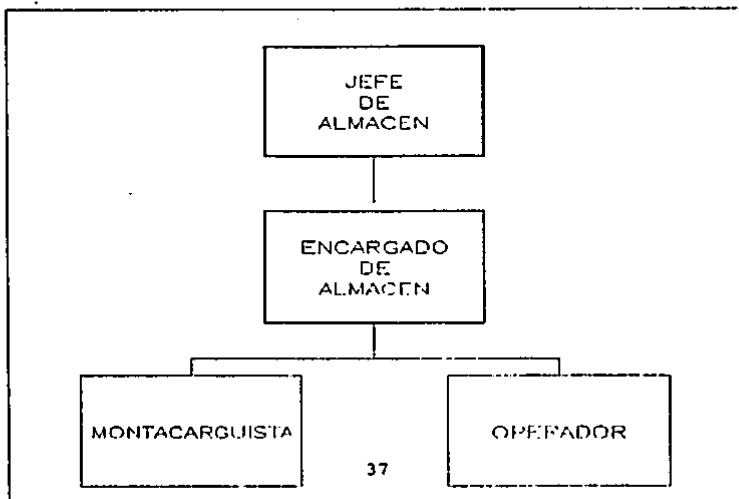 JEFE
DE
ALMACEN
ENCARGADO
DE
ALMACEN
MONTACARGUISTA
OPERADOR
37